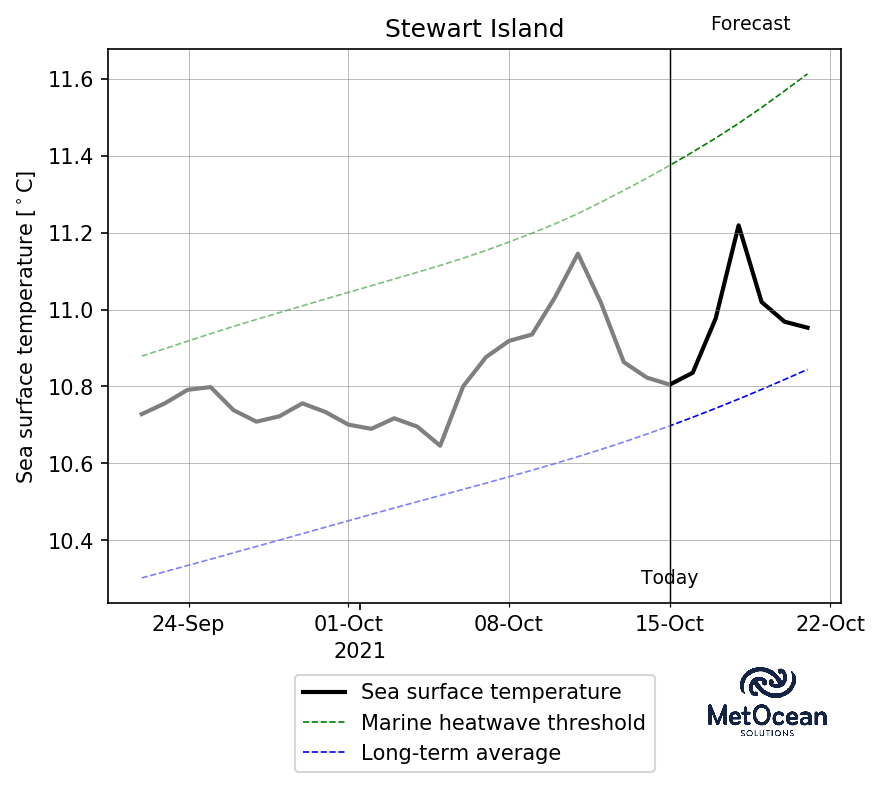 Stewart Island
Forecast
Sea surface temperature [°C]
11.6
11.4
11.2
11.0
10.8
10.6
10.4
Today
24-Sep
01-Oct
08-Oct
15-Oct
22-Oct
2021
Sea surface temperature
Marine heatwave threshold
Long-term average
MetOcean
SOLUTIONS